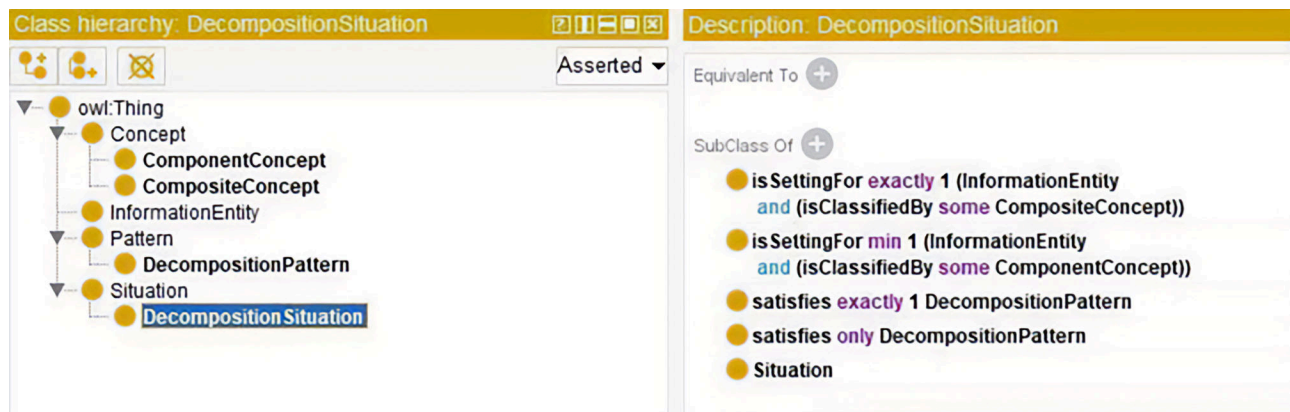 Class hierarchy: DecompositionSituation
Asserted
owl:Thing
Concept
ComponentConcept
CompositeConcept
InformationEntity
Pattern
DecompositionPattern
Situation
DecompositionSituation
Description: DecompositionSituation
Equivalent To
SubClass Of
isSettingFor exactly 1 (InformationEntity
and (isClassifiedBy some CompositeConcept))
isSettingFor min 1 (InformationEntity
and (isClassifiedBy some ComponentConcept))
satisfies exactly 1 DecompositionPattern
satisfies only DecompositionPattern
Situation